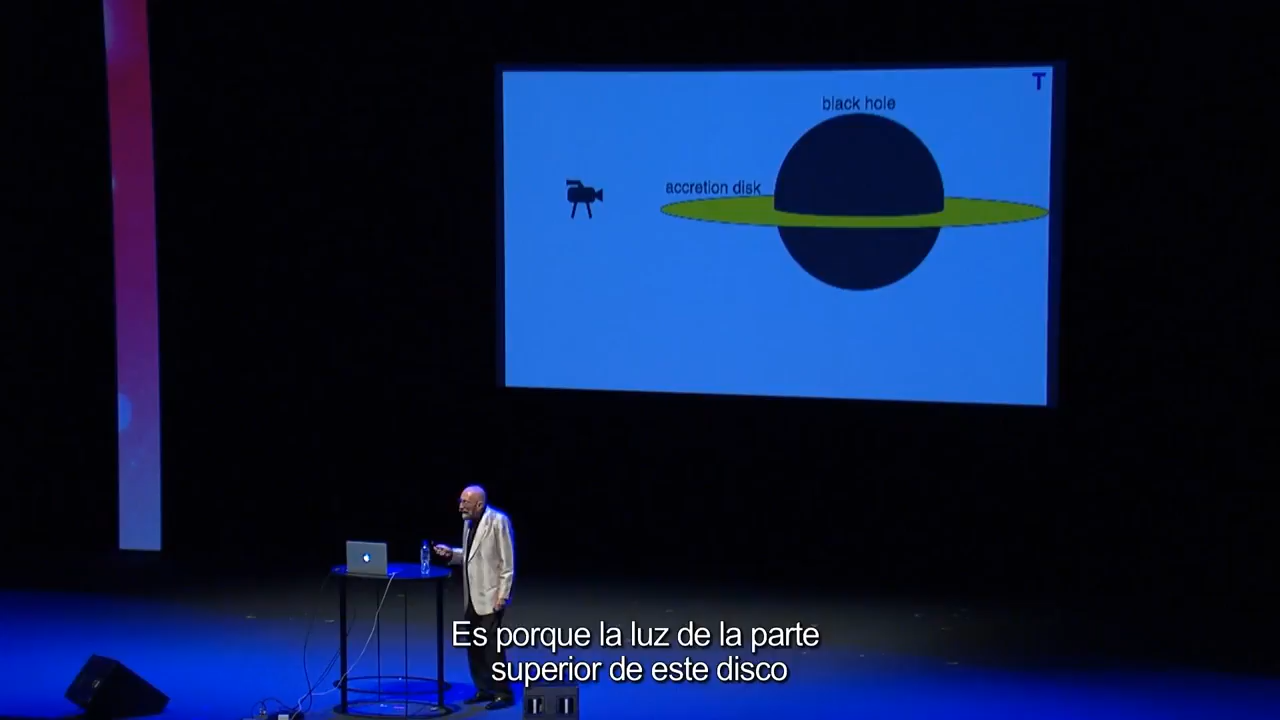 T
black hole
accretion disk
Es porque la luz de la parte
superior de este disco